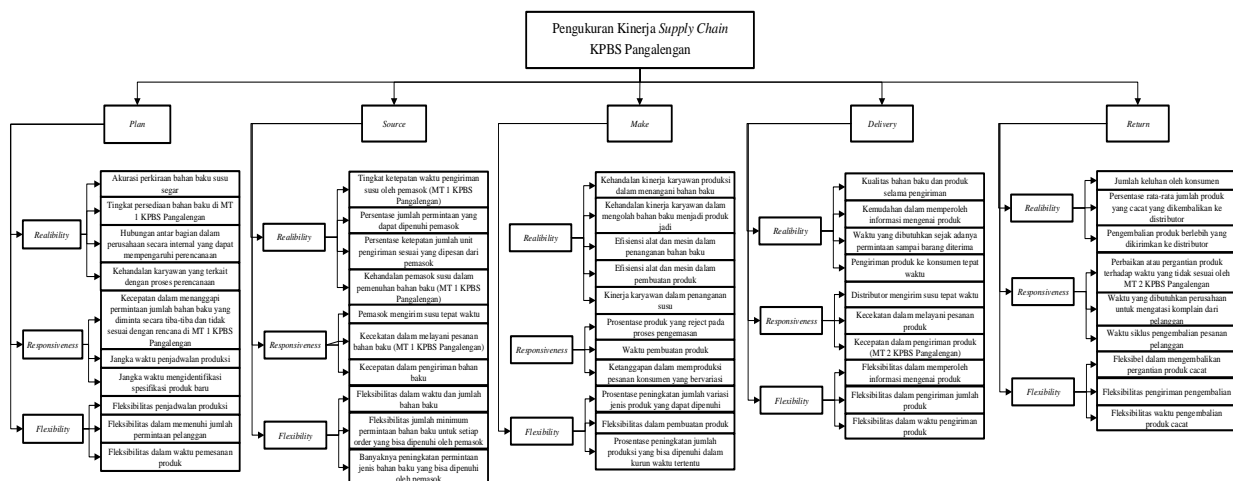 Pengukuran Kinerja Supply Chain
KPBS Pangalengan
Plan
Source
Make
Delivery
Return
Realibility
Akurasi perkiraan bahan baku susu
segar
Tingkat persediaan bahan baku di MT
1 KPBS Pangalengan
Hubungan antar bagian dalam
perusahaan secara internal yang dapat
mempengaruhi perencanaan
Kehandalan karyawan yang terkait
dengan proses perencanaan
Responsiveness
Kecepatan dalam menanggapi
permintaan jumlah bahan baku yang
diminta secara tiba-tiba dan tidak
sesuai dengan rencana di MT 1 KPBS
Pangalengan
Jangka waktu penjadwalan produksi
Jangka waktu mengidentifikasi
spesifikasi produk baru
Flexibility
Fleksibilitas penjadwalan produksi
Fleksibilitas dalam memenuhi jumlah
permintaan pelanggan
Fleksibilitas dalam waktu pemesanan
produk
Realibility
Tingkat ketepatan waktu pengiriman
susu oleh pemasok (MT 1 KPBS
Pangalengan)
Persentase jumlah permintaan yang
dapat dipenuhi pemasok
Persentase ketepatan jumlah unit
pengiriman sesuai yang dipesan dari
pemasok
Kehandalan pemasok susu dalam
pemenuhan bahan baku (MT 1 KPBS
Pangalengan)
Responsiveness
Pemasok mengirim susu tepat waktu
Kecekatan dalam melayani pesanan
bahan baku (MT 1 KPBS Pangalengan)
Kecepatan dalam pengiriman bahan
baku
Flexibility
Fleksibilitas dalam waktu dan jumlah
bahan baku
Fleksibilitas jumlah minimum
permintaan bahan baku untuk setiap
order yang bisa dipenuhi oleh pemasok
Banyaknya peningkatan permintaan
jenis bahan baku yang bisa dipenuhi
oleh pemasok
Realibility
Kehandalan kinerja karyawan produksi
dalam menangani bahan baku
Kehandalan kinerja karyawan dalam
mengolah bahan baku menjadi produk
jadi
Efisiensi alat dan mesin dalam
penanganan bahan baku
Efisiensi alat dan mesin dalam
pembuatan produk
Kinerja karyawan dalam penanganan
susu
Responsiveness
Prosentase produk yang reject pada
proses pengemasan
Waktu pembuatan produk
Ketanggapan dalam memproduksi
pesanan konsumen yang bervariasi
Flexibility
Prosentase peningkatan jumlah variasi
jenis produk yang dapat dipenuhi
Fleksibilitas dalam pembuatan produk
Prosentase peningkatan jumlah
produksi yang bisa dipenuhi dalam
kurun waktu tertentu
Realibility
Kualitas bahan baku dan produk
selama pengiriman
Kemudahan dalam memperoleh
informasi mengenai produk
Waktu yang dibutuhkan sejak adanya
permintaan sampai barang diterima
Pengiriman produk ke konsumen tepat
waktu
Responsiveness
Distributor mengirim susu tepat waktu
Kecekatan dalam melayani pesanan
produk
Kecepatan dalam pengiriman produk
(MT 2 KPBS Pangalengan)
Flexibility
Fleksibilitas dalam memperoleh
informasi mengenai produk
Fleksibilitas dalam pengiriman jumlah
produk
Fleksibilitas dalam waktu pengiriman
produk
Realibility
Jumlah keluhan oleh konsumen
Persentase rata-rata jumlah produk
yang cacat yang dikembalikan ke
distributor
Pengembalian produk berlebih yang
dikirimkan ke distributor
Responsiveness
Perbaikan atau pergantian produk
terhadap waktu yang tidak sesuai oleh
MT 2 KPBS Pangalengan
Waktu yang dibutuhkan perusahaan
untuk mengatasi komplain dari
pelanggan
Waktu siklus pengembalian pesanan
pelanggan
Flexibility
Fleksibel dalam mengembalikan
pergantian produk cacat
Fleksibilitas pengiriman pengembalian
Fleksibilitas waktu pengembalian
produk cacat